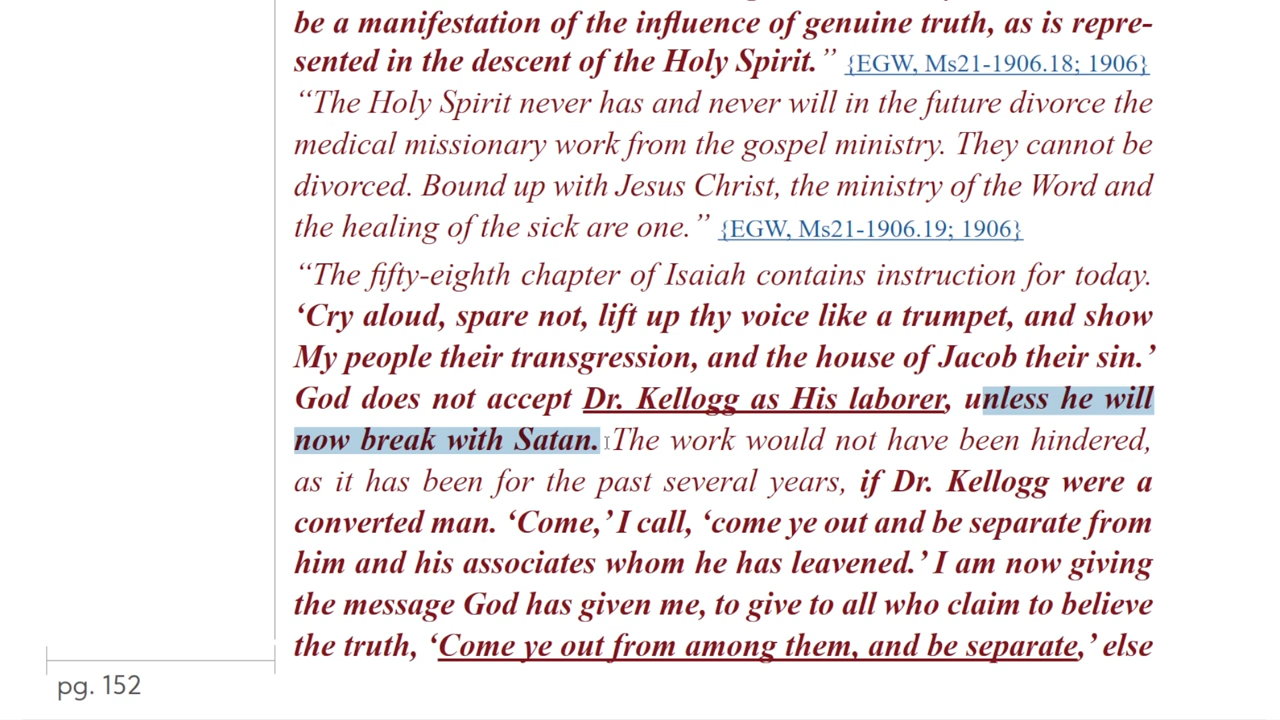 be a manifestation of the influence of genuine truth, as is repre-
sented in the descent of the Holy Spirit.” {EGW, Ms21-1906.18; 1906}
“The Holy Spirit never has and never will in the future divorce the
medical missionary work from the gospel ministry. They cannot be
divorced. Bound up with Jesus Christ, the ministry of the Word and
the healing of the sick are one.” {EGW, Ms21-1906.19; 1906}
“The fifty-eighth chapter of Isaiah contains instruction for today.
‘Cry aloud, spare not, lift up thy voice like a trumpet, and show
My people their transgression, and the house of Jacob their sin.’
God does not accept Dr. Kellogg as His laborer, unless he will
now break with Satan. The work would not have been hindered,
as it has been for the past several years, if Dr. Kellogg were a
converted man. ‘Come,’ I call, ‘come ye out and be separate from
him and his associates whom he has leavened.’ I am now giving
the message God has given me, to give to all who claim to believe
the truth, ‘Come ye out from among them, and be separate,’ else
pg. 152